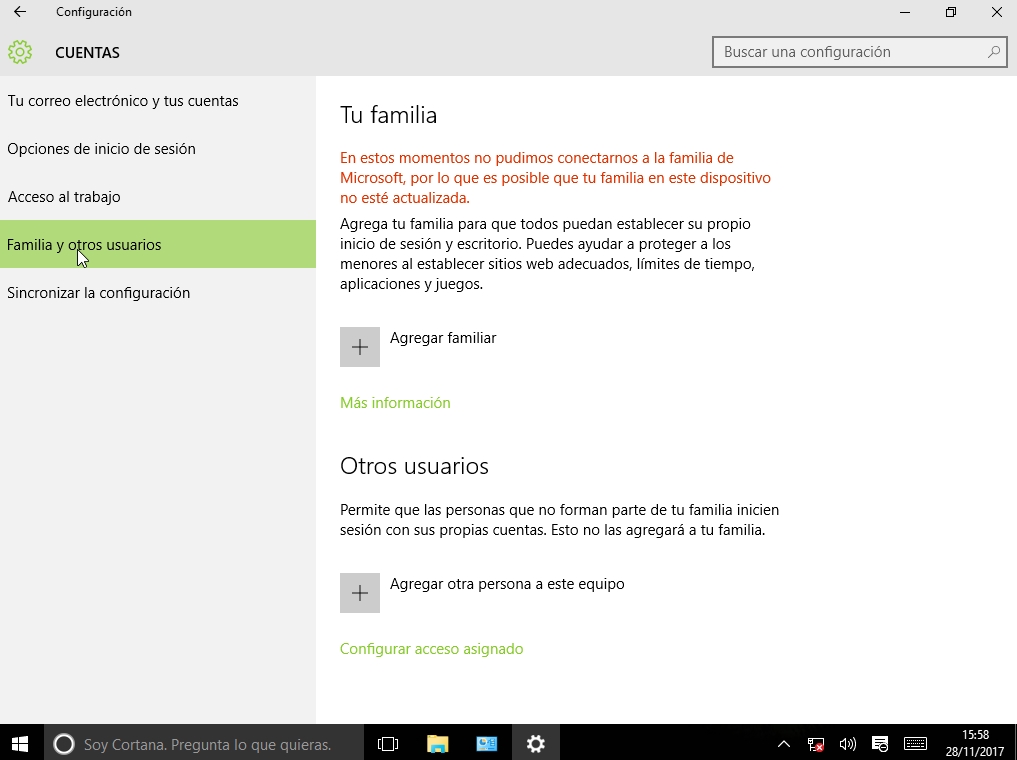 Configuración
CUENTAS
Buscar una configuración
Tu correo electrónico y tus cuentas
Opciones de inicio de sesión
Acceso al trabajo
Familia y otros usuarios
Sincronizar la configuración
Tu familia
En estos momentos no pudimos conectarnos a la familia de
Microsoft, por lo que es posible que tu familia en este dispositivo
no esté actualizada.
Agrega tu familia para que todos puedan establecer su propio
inicio de sesión y escritorio. Puedes ayudar a proteger a los
menores al establecer sitios web adecuados, límites de tiempo,
aplicaciones y juegos.
Agregar familiar
Más información
Otros usuarios
Permite que las personas que no forman parte de tu familia inicien
sesión con sus propias cuentas. Esto no las agregará a tu familia.
Agregar otra persona a este equipo
Configurar acceso asignado
Soy Cortana. Pregunta lo que quieras.
15:58
28/11/2017